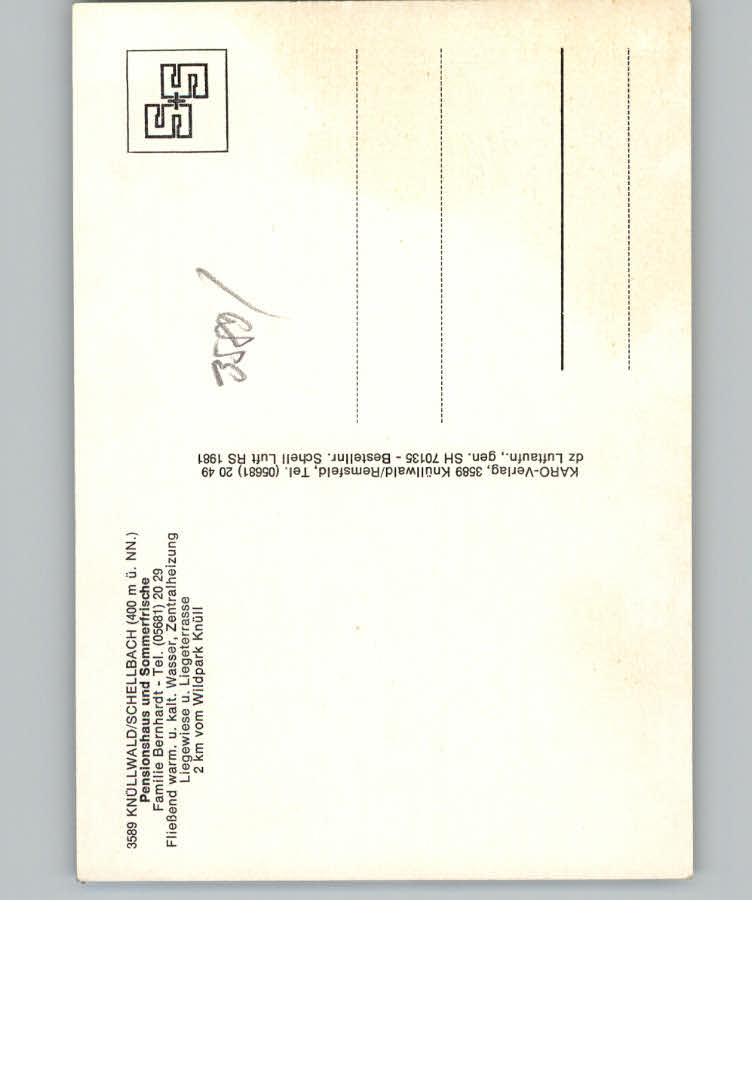 3589 KNÜLLWALD/SCHELLBACH (400 m ü. NN.)
Pensionshaus und Sommerfrische
Familie Bernhardt - Tel. (05681) 20 29
Fließend warm. u. kalt. Wasser, Zentralheizung
Liegewiese u. Liegeterrasse
2 km vom Wildpark Knüll
KARO-Verlag, 3589 Knüllwald/Remsfeld, Tel. (05681) 20 49
dz Luftaufn., gen. SH 70135 - Bestellnr. Schell Luft RS 1981
3589/